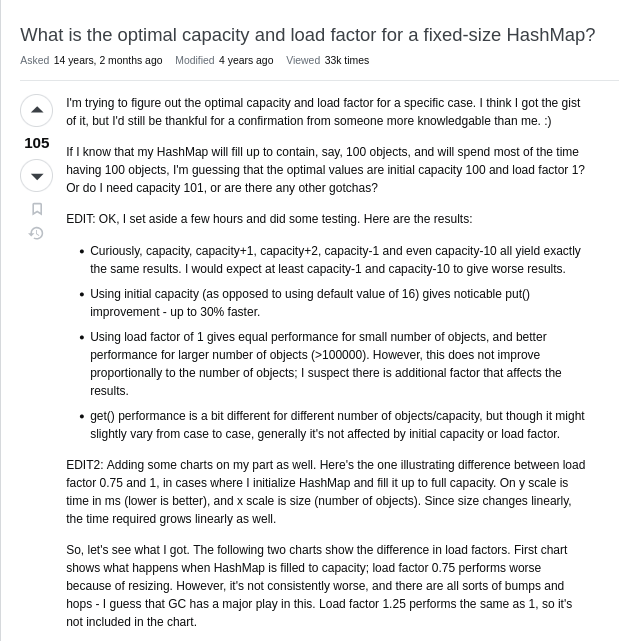 What is the optimal capacity and load factor for a fixed-size HashMap?
Asked 14 years, 2 months ago Modified 4 years ago Viewed 33k times
105
I'm trying to figure out the optimal capacity and load factor for a specific case. I think I got the gist
of it, but I'd still be thankful for a confirmation from someone more knowledgable than me. :)
If I know that my HashMap will fill up to contain, say, 100 objects, and will spend most of the time
having 100 objects, I'm guessing that the optimal values are initial capacity 100 and load factor 1?
Or do I need capacity 101, or are there any other gotchas?
EDIT: OK, I set aside a few hours and did some testing. Here are the results:
• Curiously, capacity, capacity+1, capacity+2, capacity-1 and even capacity-10 all yield exactly
the same results. I would expect at least capacity-1 and capacity-10 to give worse results.
• Using initial capacity (as opposed to using default value of 16) gives noticable put()
improvement - up to 30% faster.
• Using load factor of 1 gives equal performance for small number of objects, and better
performance for larger number of objects (>100000). However, this does not improve
proportionally to the number of objects; I suspect there is additional factor that affects the
results.
• get() performance is a bit different for different number of objects/capacity, but though it might
slightly vary from case to case, generally it's not affected by initial capacity or load factor.
EDIT2: Adding some charts on my part as well. Here's the one illustrating difference between load
factor 0.75 and 1, in cases where I initialize HashMap and fill it up to full capacity. On y scale is
time in ms (lower is better), and x scale is size (number of objects). Since size changes linearly,
the time required grows linearly as well.
So, let's see what I got. The following two charts show the difference in load factors. First chart
shows what happens when HashMap is filled to capacity; load factor 0.75 performs worse
because of resizing. However, it's not consistently worse, and there are all sorts of bumps and
hops - I guess that GC has a major play in this. Load factor 1.25 performs the same as 1, so it's
not included in the chart.